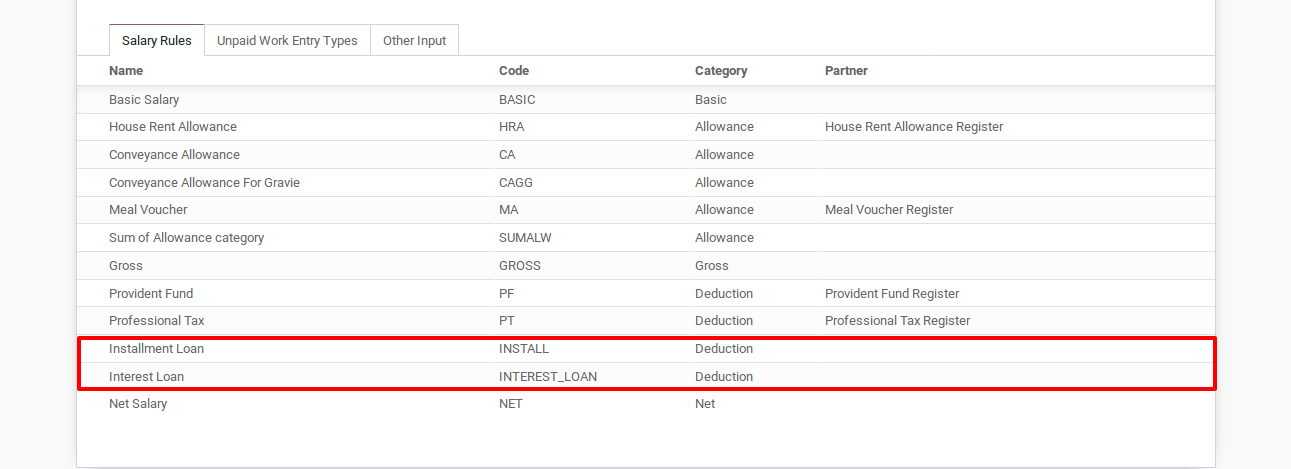 Salary Rules Unpaid Work Entry Types Other Input
Name Code Category Partner
Basic Salary BASIC Basic
House Rent Allowance HRA Allowance House Rent Allowance Register
Conveyance Allowance CA Allowance
Conveyance Allowance For Gravie CAGG Allowance
Meal Voucher MA Allowance Meal Voucher Register
Sum of Allowance category SUMALW Allowance
Gross GROSS Gross
Provident Fund PF Deduction Provident Fund Register
Professional Tax PT Deduction Professional Tax Register
Installment Loan INSTALL Deduction
Interest Loan INTEREST_LOAN Deduction
Net Salary NET Net